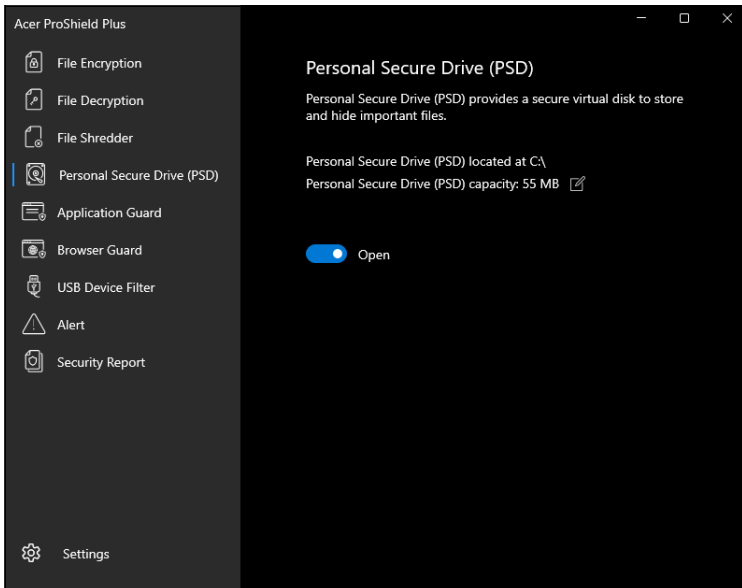 Acer ProShield Plus
File Encryption
File Decryption
File Shredder
Personal Secure Drive (PSD)
Application Guard
Browser Guard
USB Device Filter
Alert
Security Report
Settings
Personal Secure Drive (PSD)
Personal Secure Drive (PSD) provides a secure virtual disk to store
and hide important files.
Personal Secure Drive (PSD) located at C:\
Personal Secure Drive (PSD) capacity: 55 MB
Open